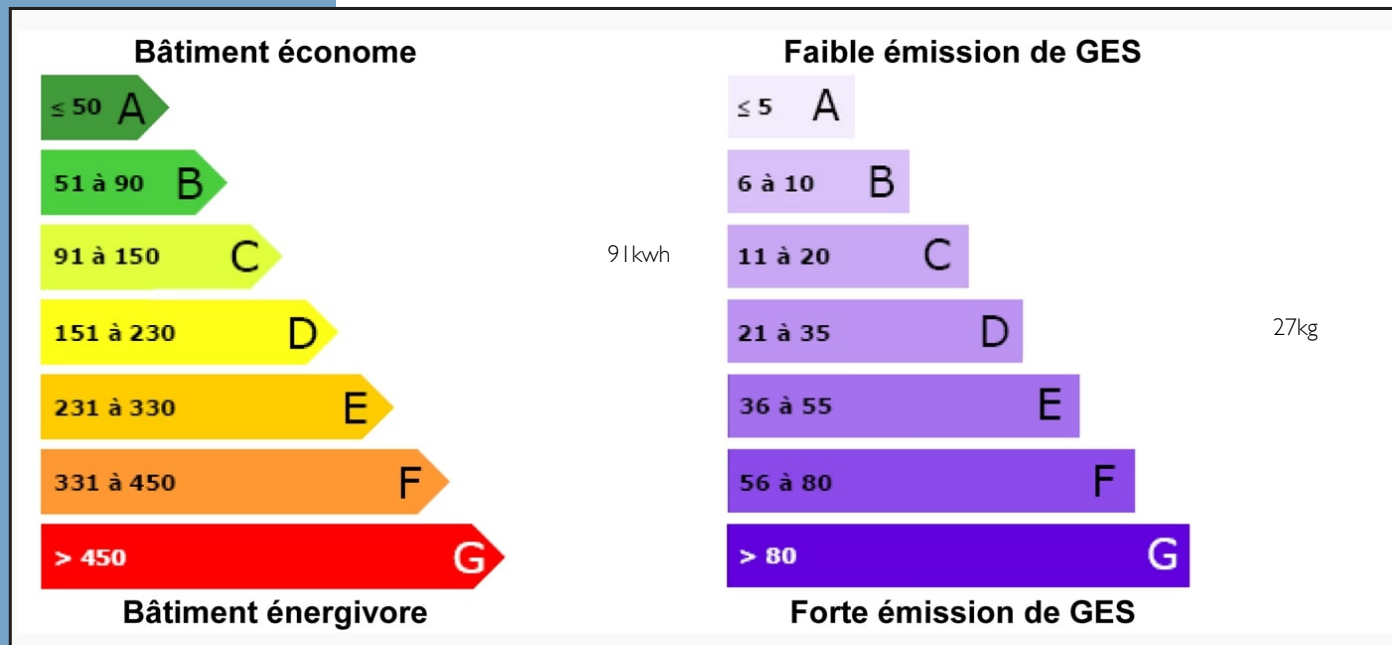 Bâtiment économe
≤ 50 A
51 à 90 B
91 à 150 C
91kwh
151 à 230 D
231 à 330 E
331 à 450 F
> 450 G
Bâtiment énergivore
Faible émission de GES
≤ 5 A
6 à 10 B
11 à 20 C
21 à 35 D
27kg
36 à 55 E
56 à 80 F
> 80 G
Forte émission de GES